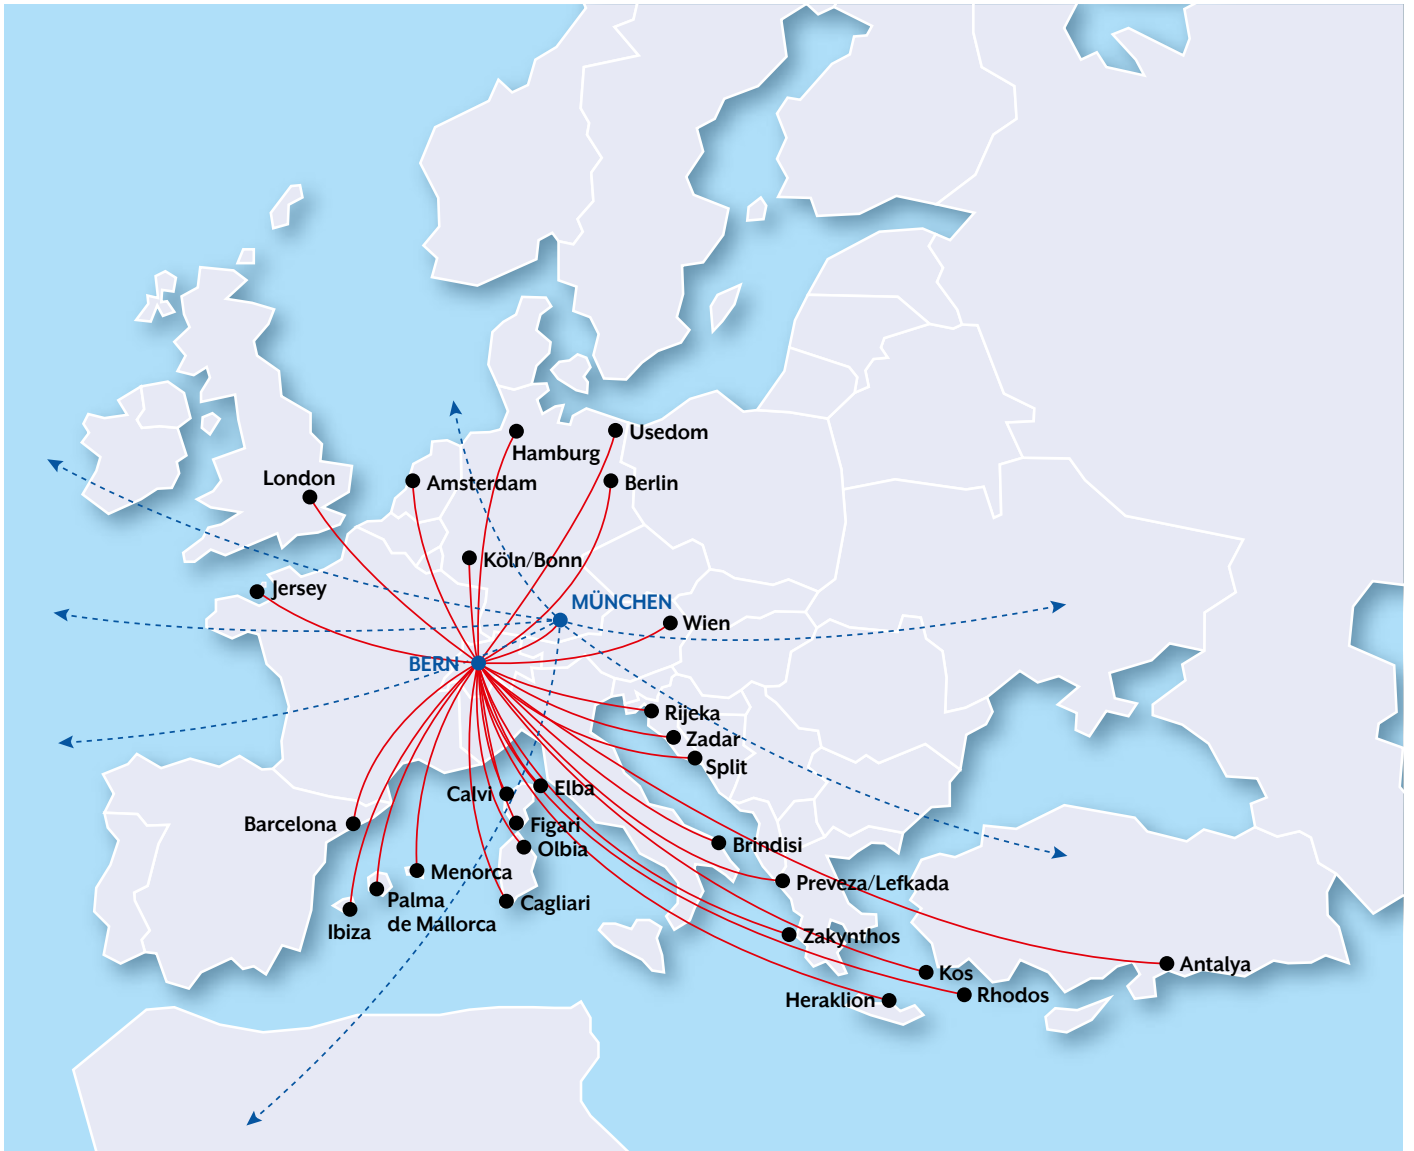 Usedom
Hamburg
London
Amsterdam
Berlin
Köln/Bonn
Jersey
MÜNCHEN
Wien
BERN
Rijeka
Zadar
Split
Calvi
Elba
Barcelona
Figari
Olbia
Brindisi
Menorca
Preveza/Lefkada
Palma
de Mallorca
Cagliari
Ibiza
Zakynthos
Antalya
Kos
Rhodos
Heraklion